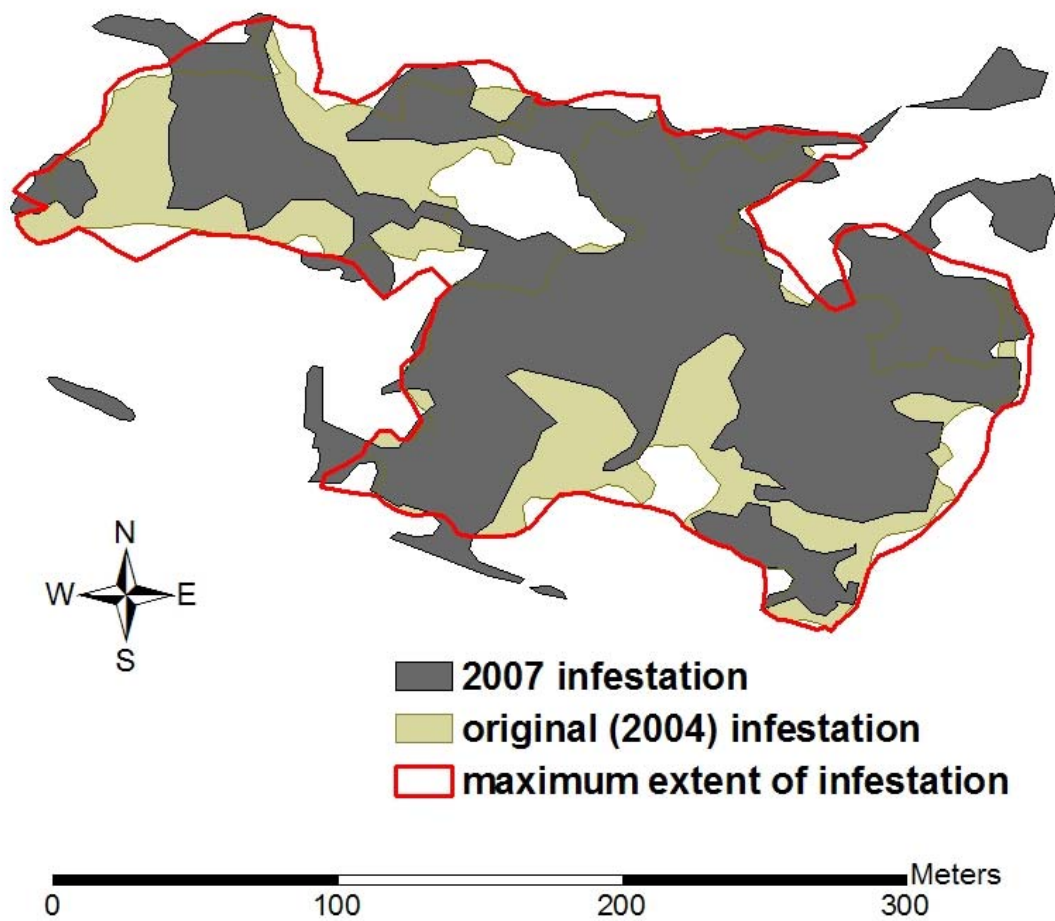 N
W E
S
2007 infestation
original (2004) infestation
maximum extent of infestation
Meters
0 100 200 300